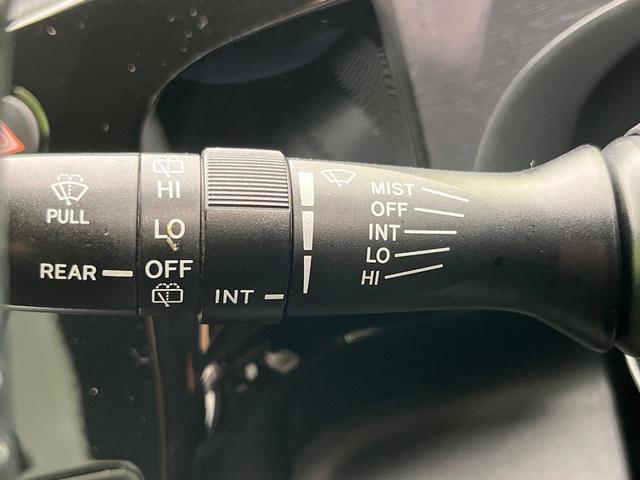 PULL
REAR
HI
LO
OFF
INT
MIST
OFF
INT
LO
HI